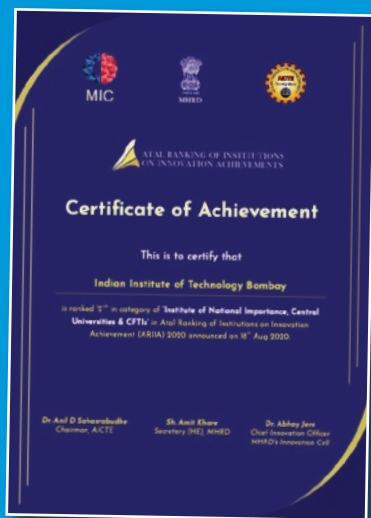 MIC
MHRD
AICTE
ATAL RANKING OF INSTITUTIONS
ON INNOVATION ACHIEVEMENTS
Certificate of Achievement
This is to certify that
Indian Institute of Technology Bombay
is ranked in category of 'Institute of National Importance, Central
Universities & CFTIs' in Atal Ranking of Institutions on Innovation
Achievement (ARIIA) 2020 announced on 18th Aug 2020.
Dr. Anil D Sahasrabudhe
Chairman, AICTE
Sh. Amit Khare
Secretary (HE), MHRD
Dr. Abhay Jere
Chief Innovation Officer
MHRD's Innovation Cell